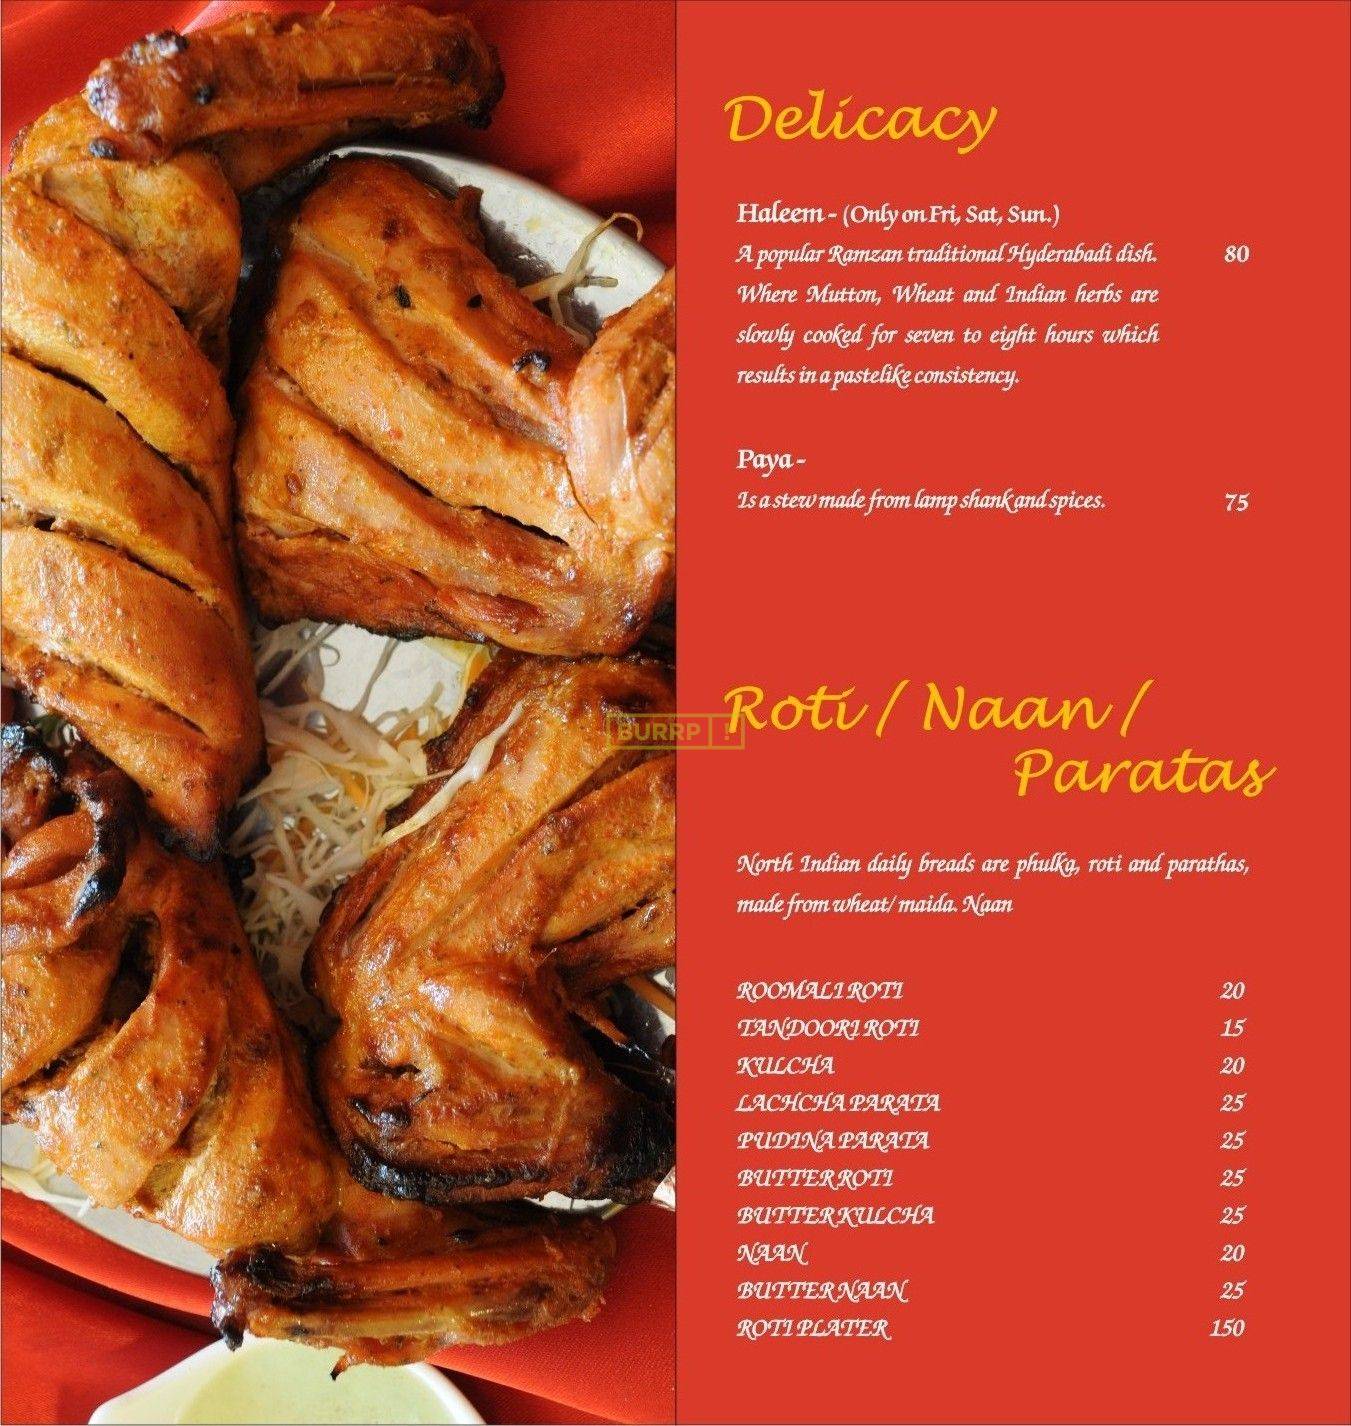 Delicacy
Haleem - (Only on Fri, Sat, Sun.)
A popular Ramzan traditional Hyderabadi dish. 80
Where Mutton, Wheat and Indian herbs are
slowly cooked for seven to eight hours which
results in a pastelike consistency.
Paya -
Is a stew made from lamp shank and spices. 75
Roti / Naan /
Paratas
BURRP !
North Indian daily breads are phulka, roti and parathas,
made from wheat/ maida. Naan
ROOMALI ROTI 20
TANDOORI ROTI 15
KULCHA 20
LACHCHA PARATA 25
PUDINA PARATA 25
BUTTER ROTI 25
BUTTER KULCHA 25
NAAN 20
BUTTER NAAN 25
ROTI PLATER 150